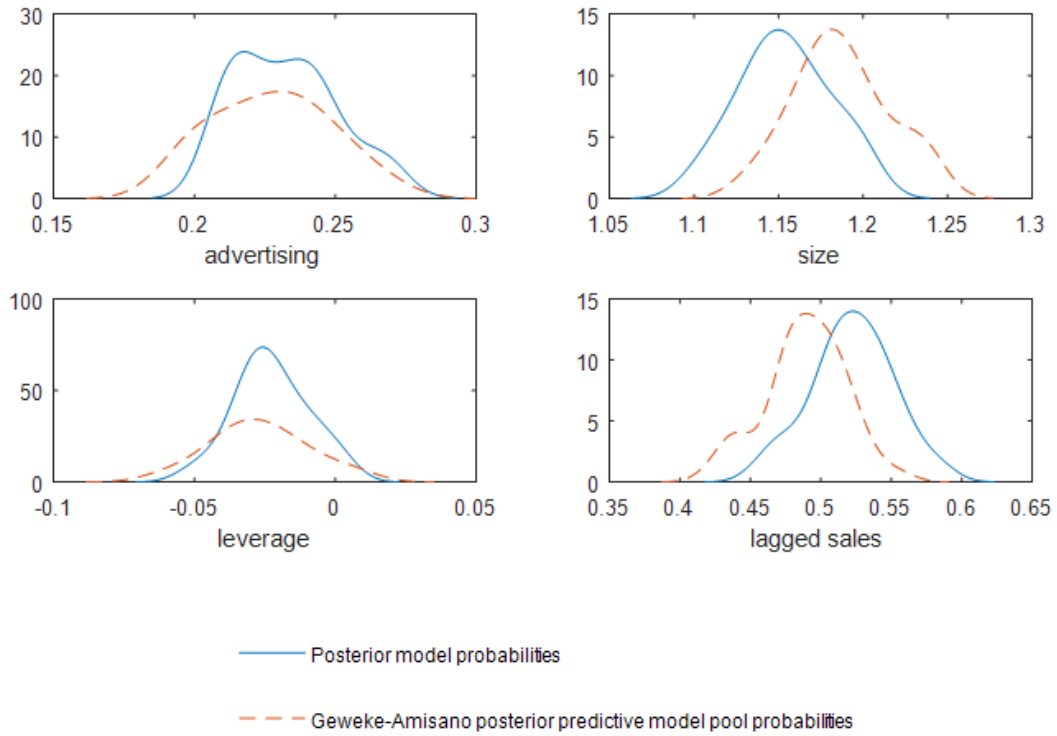 30
20
10
0
0.15 0.2 0.25 0.3
advertising
15
10
5
0
1.05 1.1 1.15 1.2 1.25 1.3
size
100
50
0
-0.1 -0.05 0 0.05
leverage
15
10
5
0
0.35 0.4 0.45 0.5 0.55 0.6 0.65
lagged sales
Posterior model probabilities
Geweke-Amisano posterior predictive model pool probabilities